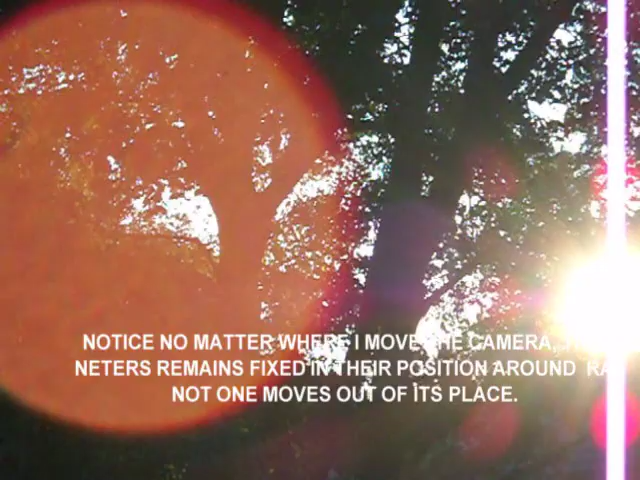 NOTICE NO MATTER WHERE I MOVE THE CAMERA,
NETERS REMAINS FIXED IN THEIR POSITION AROUND RA
NOT ONE MOVES OUT OF ITS PLACE.